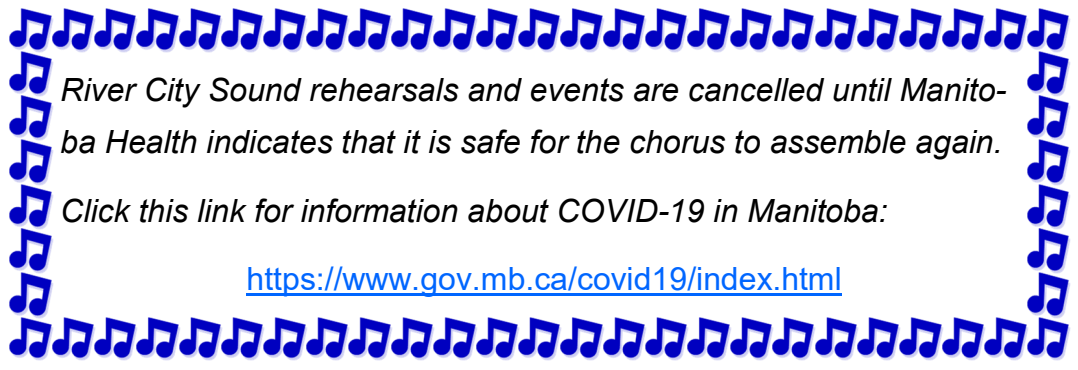 River City Sound rehearsals and events are cancelled until Manito-
ba Health indicates that it is safe for the chorus to assemble again.
Click this link for information about COVID-19 in Manitoba:
https://www.gov.mb.ca/covid19/index.html